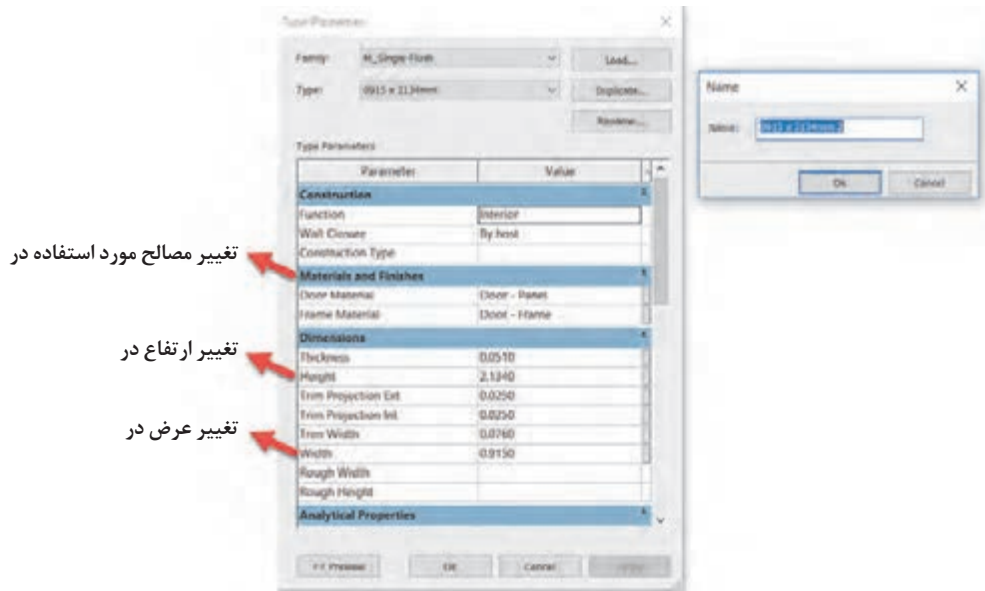 Type Parameters
Family: M_Single-Flush Load...
Type: 0915 x 2134mm Duplicate...
Rename...
Type Parameters
Parameter Value
Construction
Function Interior
Wall Closure By host
Construction Type
Materials and Finishes
Door Material Door - Panel
Frame Material Door - Frame
Dimensions
Thickness 0.0510
Height 2.1340
Trim Projection Ext 0.0250
Trim Projection Int 0.0250
Trim Width 0.0760
Width 0.9150
Rough Width
Rough Height
Analytical Properties
<< Preview OK Cancel Apply
Name
Name: 0915 x 2134mm 2
OK Cancel
تغییر مصالح مورد استفاده در
تغییر ارتفاع در
تغییر عرض در